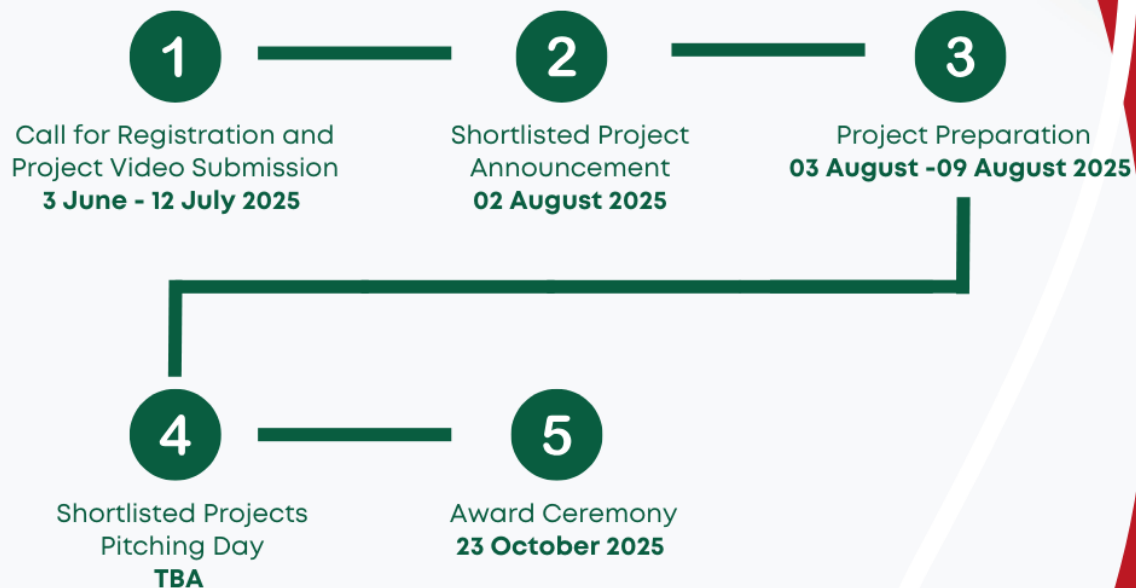 1
Call for Registration and
Project Video Submission
3 June - 12 July 2025
2
Shortlisted Project
Announcement
02 August 2025
3
Project Preparation
03 August -09 August 2025
4
Shortlisted Projects
Pitching Day
TBA
5
Award Ceremony
23 October 2025